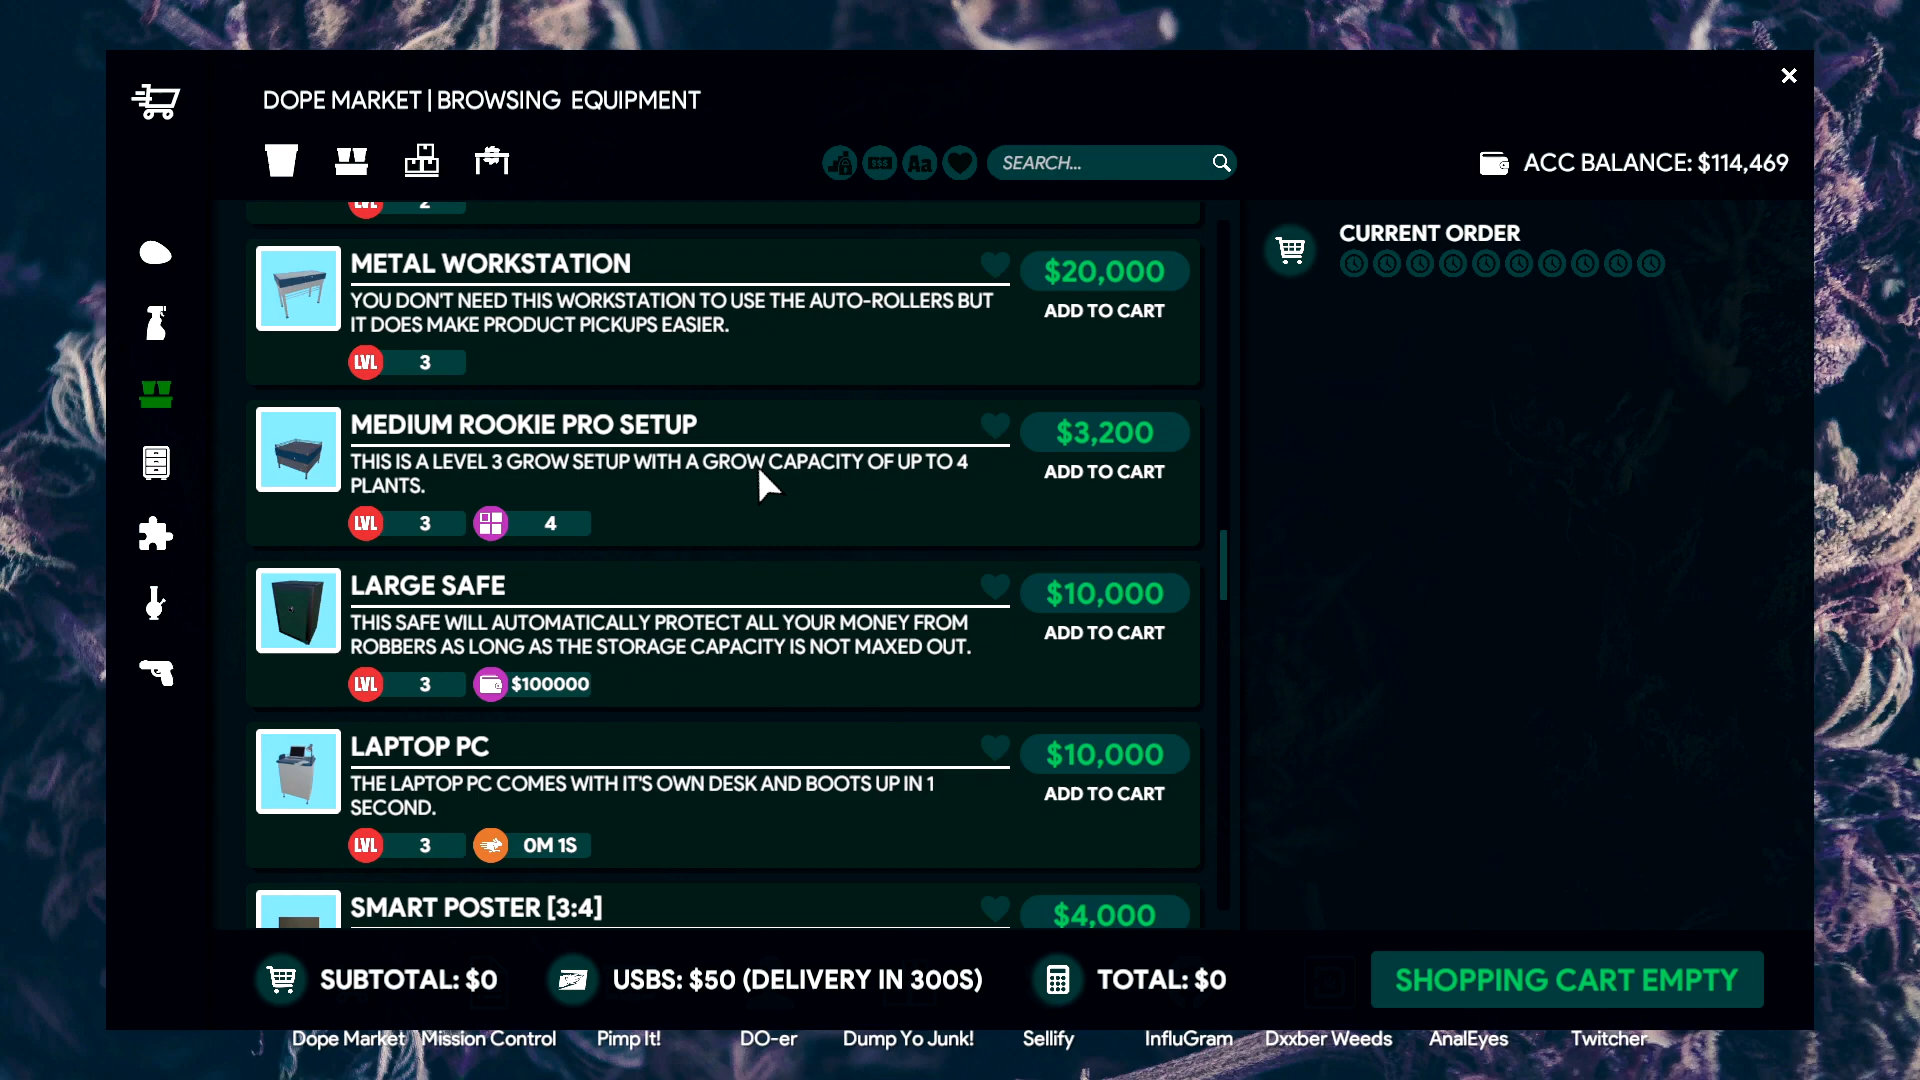 DOPE MARKET | BROWSING EQUIPMENT
$$$
Aa
SEARCH...
ACC BALANCE: $114,469
LVL 2
METAL WORKSTATION
$20,000
YOU DON'T NEED THIS WORKSTATION TO USE THE AUTO-ROLLERS BUT
IT DOES MAKE PRODUCT PICKUPS EASIER.
ADD TO CART
LVL 3
MEDIUM ROOKIE PRO SETUP
$3,200
THIS IS A LEVEL 3 GROW SETUP WITH A GROW CAPACITY OF UP TO 4
PLANTS.
ADD TO CART
LVL 3 4
LARGE SAFE
$10,000
THIS SAFE WILL AUTOMATICALLY PROTECT ALL YOUR MONEY FROM
ROBBERS AS LONG AS THE STORAGE CAPACITY IS NOT MAXED OUT.
ADD TO CART
LVL 3 $100000
LAPTOP PC
$10,000
THE LAPTOP PC COMES WITH IT'S OWN DESK AND BOOTS UP IN 1
SECOND.
ADD TO CART
LVL 3 0M 1S
SMART POSTER [3:4]
$4,000
CURRENT ORDER
SUBTOTAL: $0
USBS: $50 (DELIVERY IN 300S)
TOTAL: $0
SHOPPING CART EMPTY
Dope Market
Mission Control
Pimp It!
DO-er
Dump Yo Junk!
Sellify
InfluGram
Dxxber Weeds
AnalEyes
Twitcher